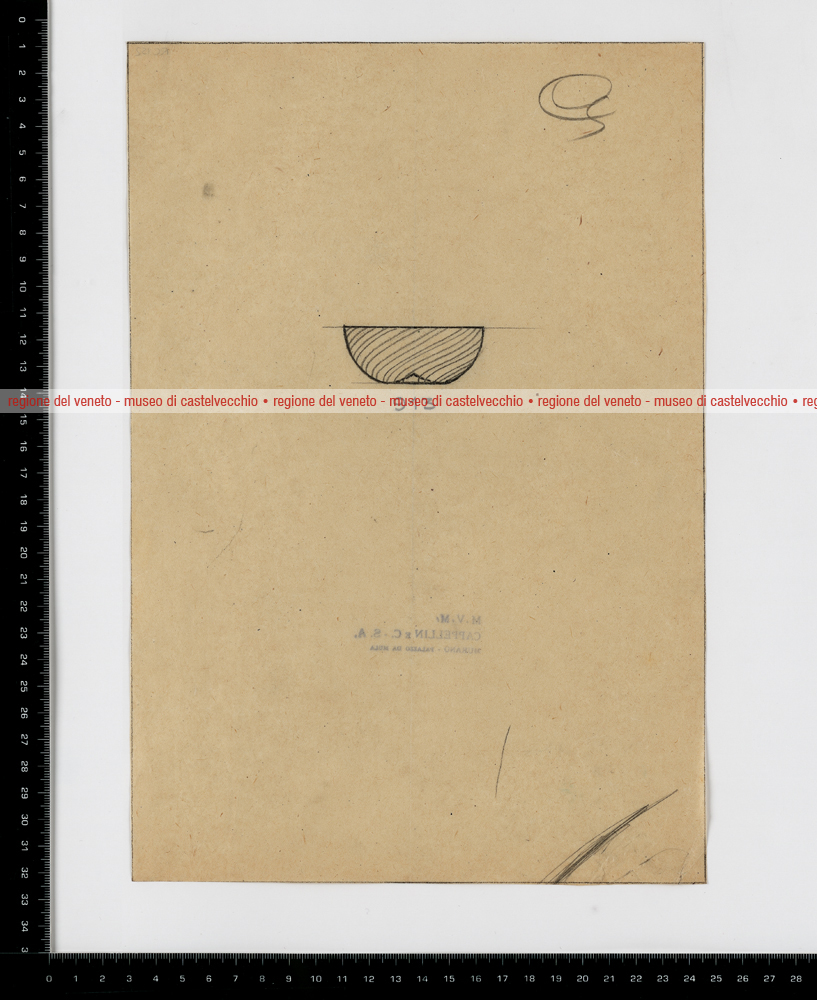 regione del veneto - museo di castelvecchio • regione del veneto - museo di castelvecchio • regione del veneto - museo di castelvecchio • reg
M. V. M.
CAPPELLIN E C. - S. A.
MURANO - PALAZZO DA MULA
0 1 2 3 4 5 6 7 8 9 10 11 12 13 14 15 16 17 18 19 20 21 22 23 24 25 26 27 28 29 30 31 32 33 34 3
0 1 2 3 4 5 6 7 8 9 10 11 12 13 14 15 16 17 18 19 20 21 22 23 24 25 26 27 28